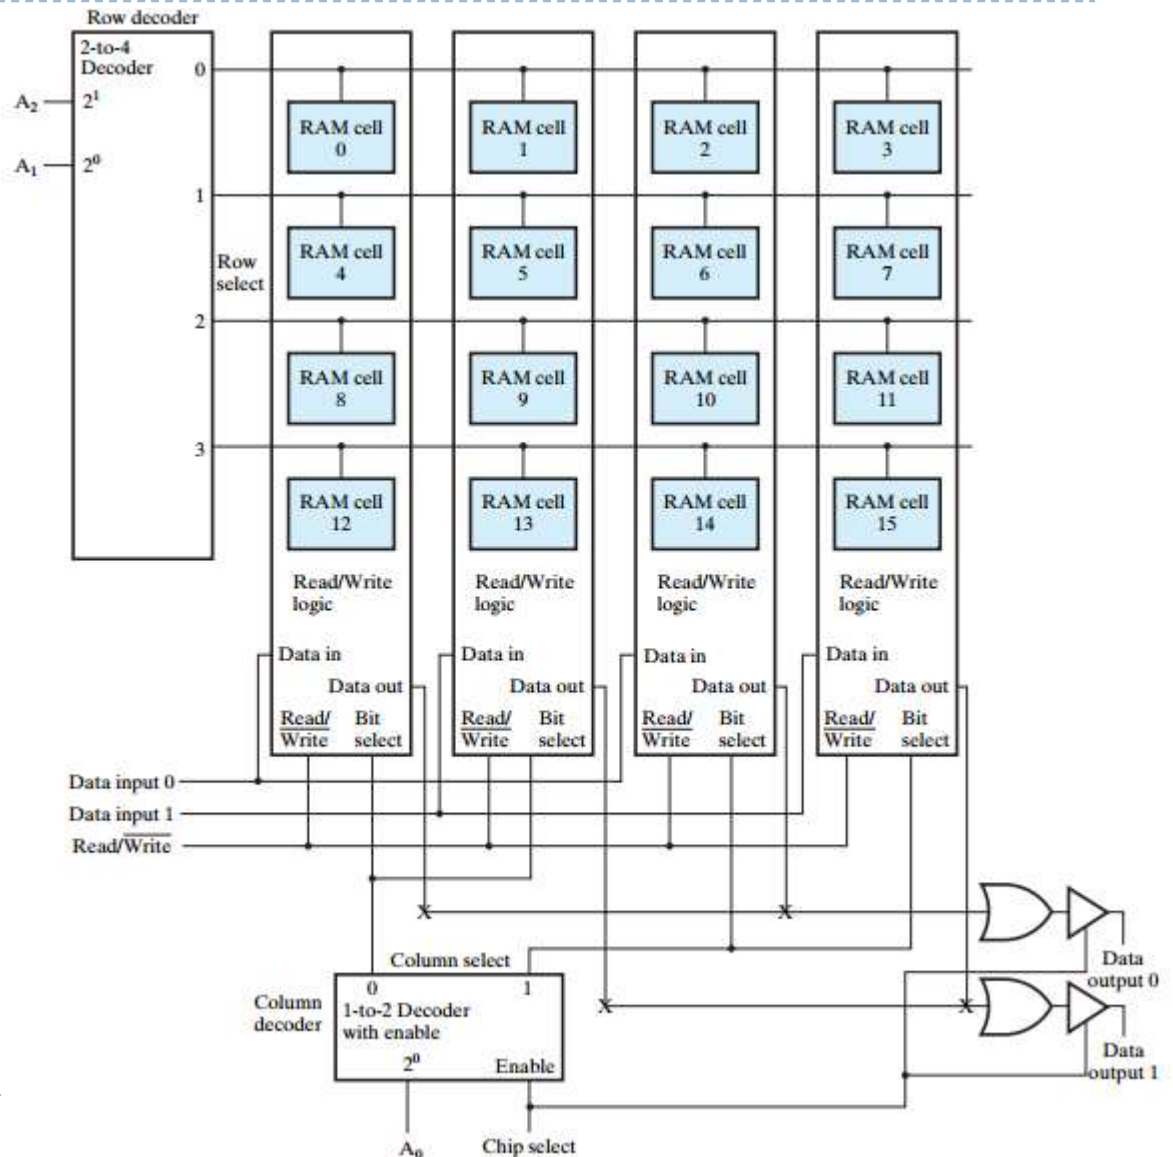 Row decoder
2-to-4
Decoder
0
A₂
2¹
A₁
2⁰
RAM cell
0
RAM cell
1
RAM cell
2
RAM cell
3
1
Row
select
RAM cell
4
RAM cell
5
RAM cell
6
RAM cell
7
2
RAM cell
8
RAM cell
9
RAM cell
10
RAM cell
11
3
RAM cell
12
RAM cell
13
RAM cell
14
RAM cell
15
Read/Write
logic
Read/Write
logic
Read/Write
logic
Read/Write
logic
Data in
Data in
Data in
Data in
Data out
Data out
Data out
Data out
Read/
Write
Bit
select
Read/
Write
Bit
select
Read/
Write
Bit
select
Read/
Write
Bit
select
Data input 0
Data input 1
Read/Write
X
X
Data
output 0
Column select
Column
decoder
0
1
1-to-2 Decoder
with enable
2⁰
Enable
X
X
Data
output 1
A₀
Chip select